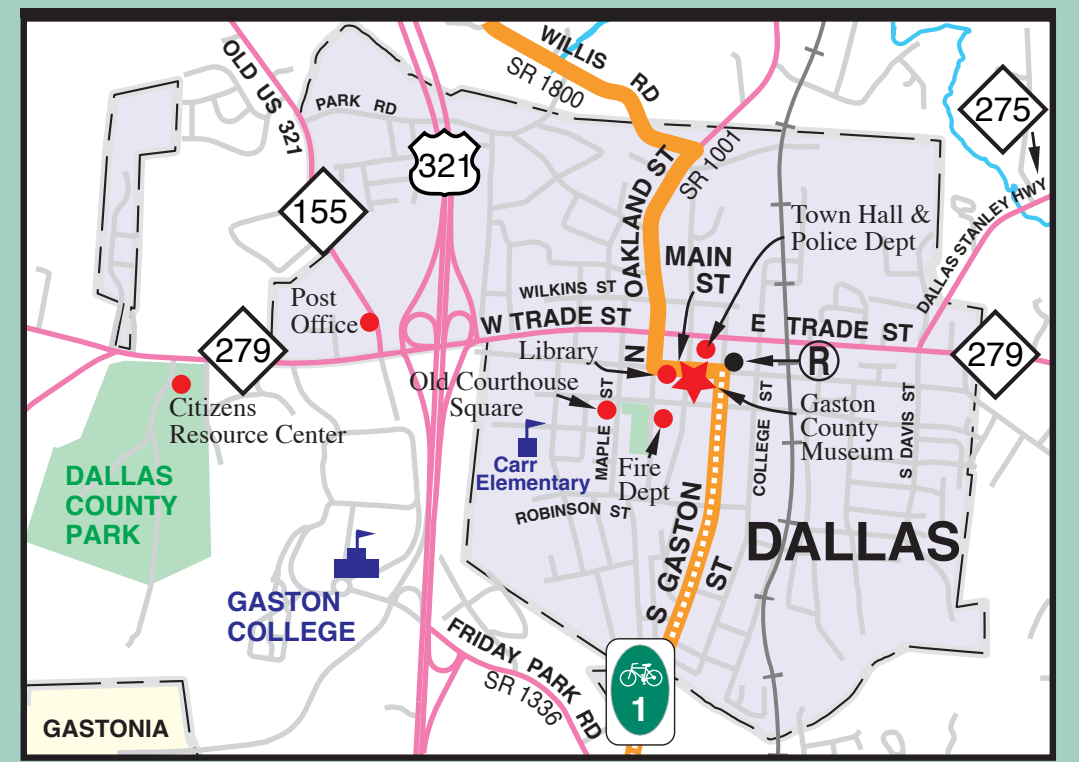 WILLIS RD
SR 1800
OLD US 321
PARK RD
275
321
SR 1001
155
OAKLAND ST
N
DALLAS STANLEY HWY
Town Hall &
Police Dept
MAIN
ST
WILKINS ST
Post
Office
W TRADE ST
E TRADE ST
279
279
Library
R
Old Courthouse
Square
MAPLE ST
COLLEGE ST
S DAVIS ST
Citizens
Resource Center
Gaston
County
Museum
Carr
Elementary
Fire
Dept
DALLAS
COUNTY
PARK
ROBINSON ST
S GASTON ST
DALLAS
GASTON
COLLEGE
FRIDAY PARK RD
SR 1336
1
GASTONIA